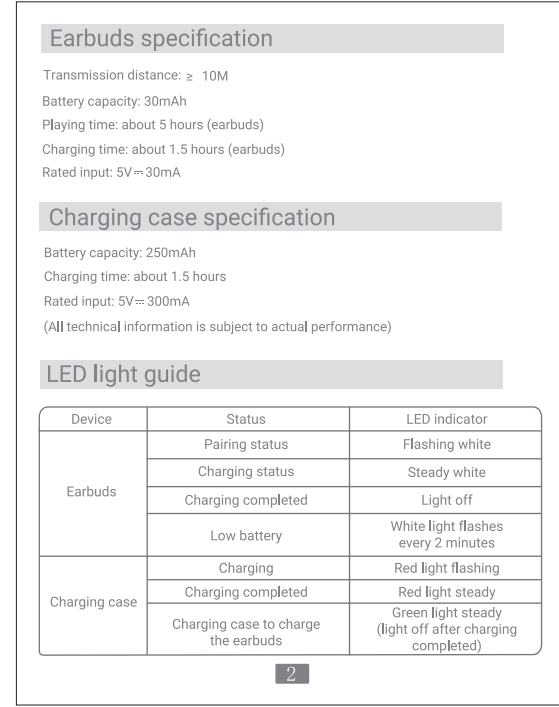 Earbuds specification
Transmission distance: ≥ 10M
Battery capacity: 30mAh
Playing time: about 5 hours (earbuds)
Charging time: about 1.5 hours (earbuds)
Rated input: 5V⎓30mA
Charging case specification
Battery capacity: 250mAh
Charging time: about 1.5 hours
Rated input: 5V⎓300mA
(All technical information is subject to actual performance)
LED light guide
Device Status LED indicator
Earbuds
Pairing status Flashing white
Charging status Steady white
Charging completed Light off
Low battery White light flashes
every 2 minutes
Charging case
Charging Red light flashing
Charging completed Red light steady
Charging case to charge
the earbuds
Green light steady
(light off after charging
completed)
2